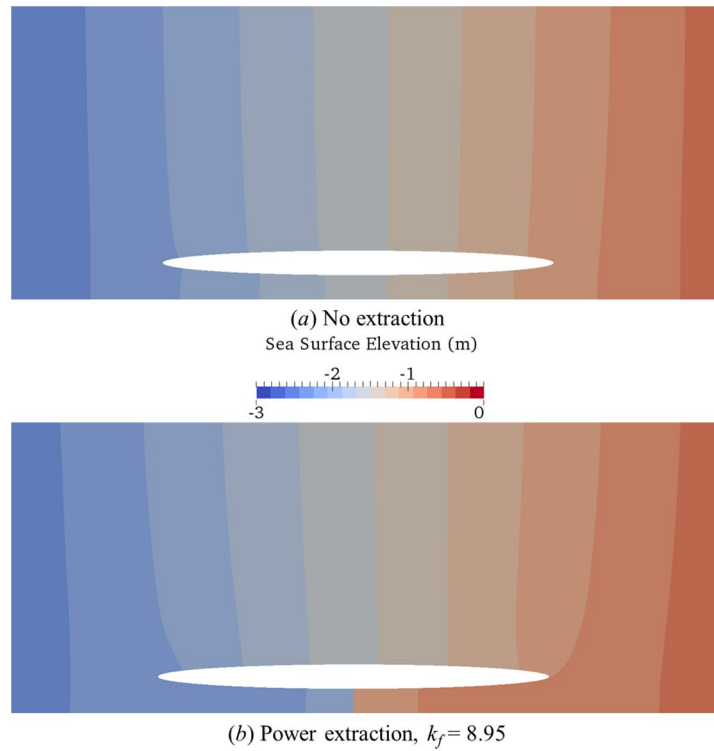 (a) No extraction
Sea Surface Elevation (m)
-2 -1
-3 0
(b) Power extraction, kf = 8.95